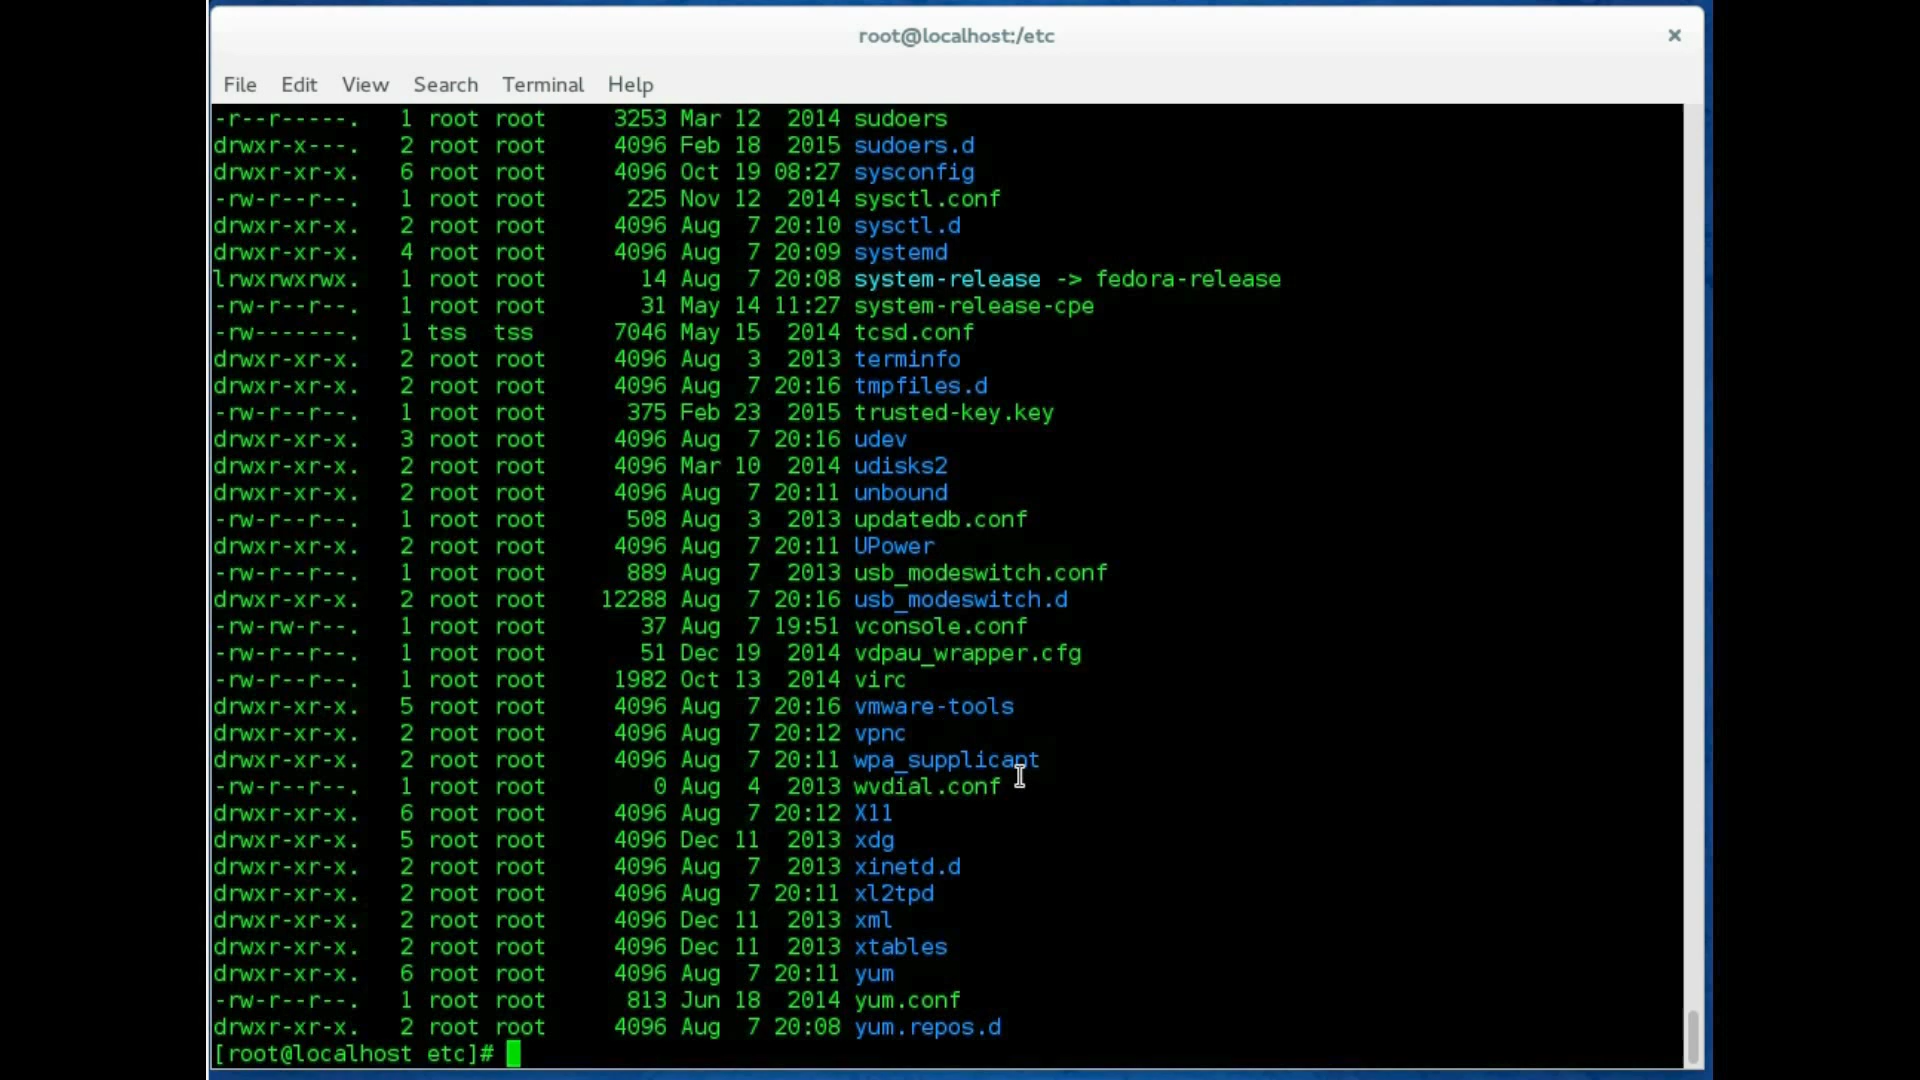 root@localhost:/etc
File Edit View Search Terminal Help
-r--r-----. 1 root root 3253 Mar 12 2014 sudoers
drwxr-x---. 2 root root 4096 Feb 18 2015 sudoers.d
drwxr-xr-x. 6 root root 4096 Oct 19 08:27 sysconfig
-rw-r--r--. 1 root root 225 Nov 12 2014 sysctl.conf
drwxr-xr-x. 2 root root 4096 Aug 7 20:10 sysctl.d
drwxr-xr-x. 4 root root 4096 Aug 7 20:09 systemd
lrwxrwxrwx. 1 root root 14 Aug 7 20:08 system-release -> fedora-release
-rw-r--r--. 1 root root 31 May 14 11:27 system-release-cpe
-rw-------. 1 tss tss 7046 May 15 2014 tcsd.conf
drwxr-xr-x. 2 root root 4096 Aug 3 2013 terminfo
drwxr-xr-x. 2 root root 4096 Aug 7 20:16 tmpfiles.d
-rw-r--r--. 1 root root 375 Feb 23 2015 trusted-key.key
drwxr-xr-x. 3 root root 4096 Aug 7 20:16 udev
drwxr-xr-x. 2 root root 4096 Mar 10 2014 udisks2
drwxr-xr-x. 2 root root 4096 Aug 7 20:11 unbound
-rw-r--r--. 1 root root 508 Aug 3 2013 updatedb.conf
drwxr-xr-x. 2 root root 4096 Aug 7 20:11 UPower
-rw-r--r--. 1 root root 889 Aug 7 2013 usb_modeswitch.conf
drwxr-xr-x. 2 root root 12288 Aug 7 20:16 usb_modeswitch.d
-rw-rw-r--. 1 root root 37 Aug 7 19:51 vconsole.conf
-rw-r--r--. 1 root root 51 Dec 19 2014 vdpau_wrapper.cfg
-rw-r--r--. 1 root root 1982 Oct 13 2014 virc
drwxr-xr-x. 5 root root 4096 Aug 7 20:16 vmware-tools
drwxr-xr-x. 2 root root 4096 Aug 7 20:12 vpnc
drwxr-xr-x. 2 root root 4096 Aug 7 20:11 wpa_supplicant
-rw-r--r--. 1 root root 0 Aug 4 2013 wvdial.conf
drwxr-xr-x. 6 root root 4096 Aug 7 20:12 X11
drwxr-xr-x. 5 root root 4096 Dec 11 2013 xdg
drwxr-xr-x. 2 root root 4096 Aug 7 2013 xinetd.d
drwxr-xr-x. 2 root root 4096 Aug 7 20:11 xl2tpd
drwxr-xr-x. 2 root root 4096 Dec 11 2013 xml
drwxr-xr-x. 2 root root 4096 Dec 11 2013 xtables
drwxr-xr-x. 6 root root 4096 Aug 7 20:11 yum
-rw-r--r--. 1 root root 813 Jun 18 2014 yum.conf
drwxr-xr-x. 2 root root 4096 Aug 7 20:08 yum.repos.d
[root@localhost etc]#